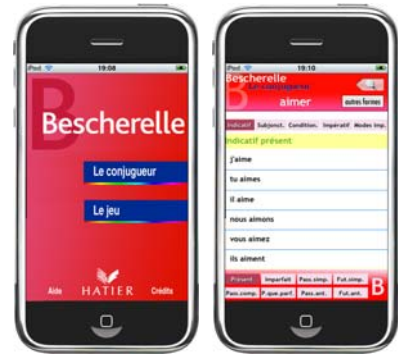 iPod 19:08
B
Bescherelle
Le conjugueur
Le jeu
Aide HATIER Crédits
iPod 19:10
Bescherelle
Le conjugueur
B
aimer autres formes
Indicatif Subjonct. Condition. Impératif Modes imp.
Indicatif présent
j'aime
tu aimes
il aime
nous aimons
vous aimez
ils aiment
Présent Imparfait Pass.simp. Fut.simp.
Pass.comp. P.que.parf. Pass.ant. Fut.ant. B